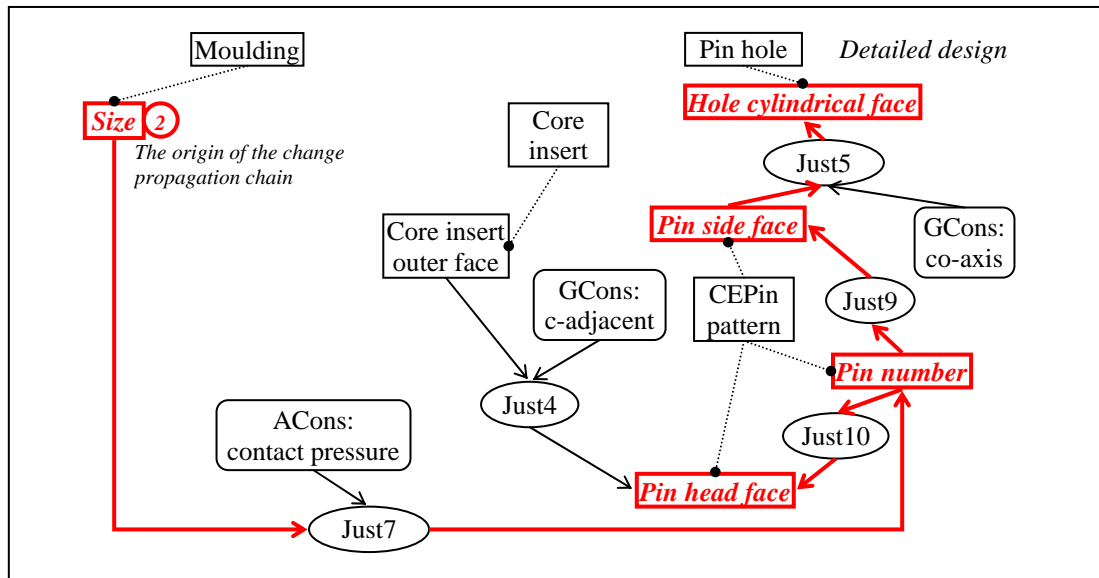 Moulding
Pin hole
Detailed design
Size
2
Hole cylindrical face
The origin of the change
propagation chain
Core
insert
Just5
Core insert
outer face
Pin side face
GCons:
co-axis
GCons:
c-adjacent
CEPin
pattern
Just9
Pin number
Just4
ACons:
contact pressure
Just10
Pin head face
Just7